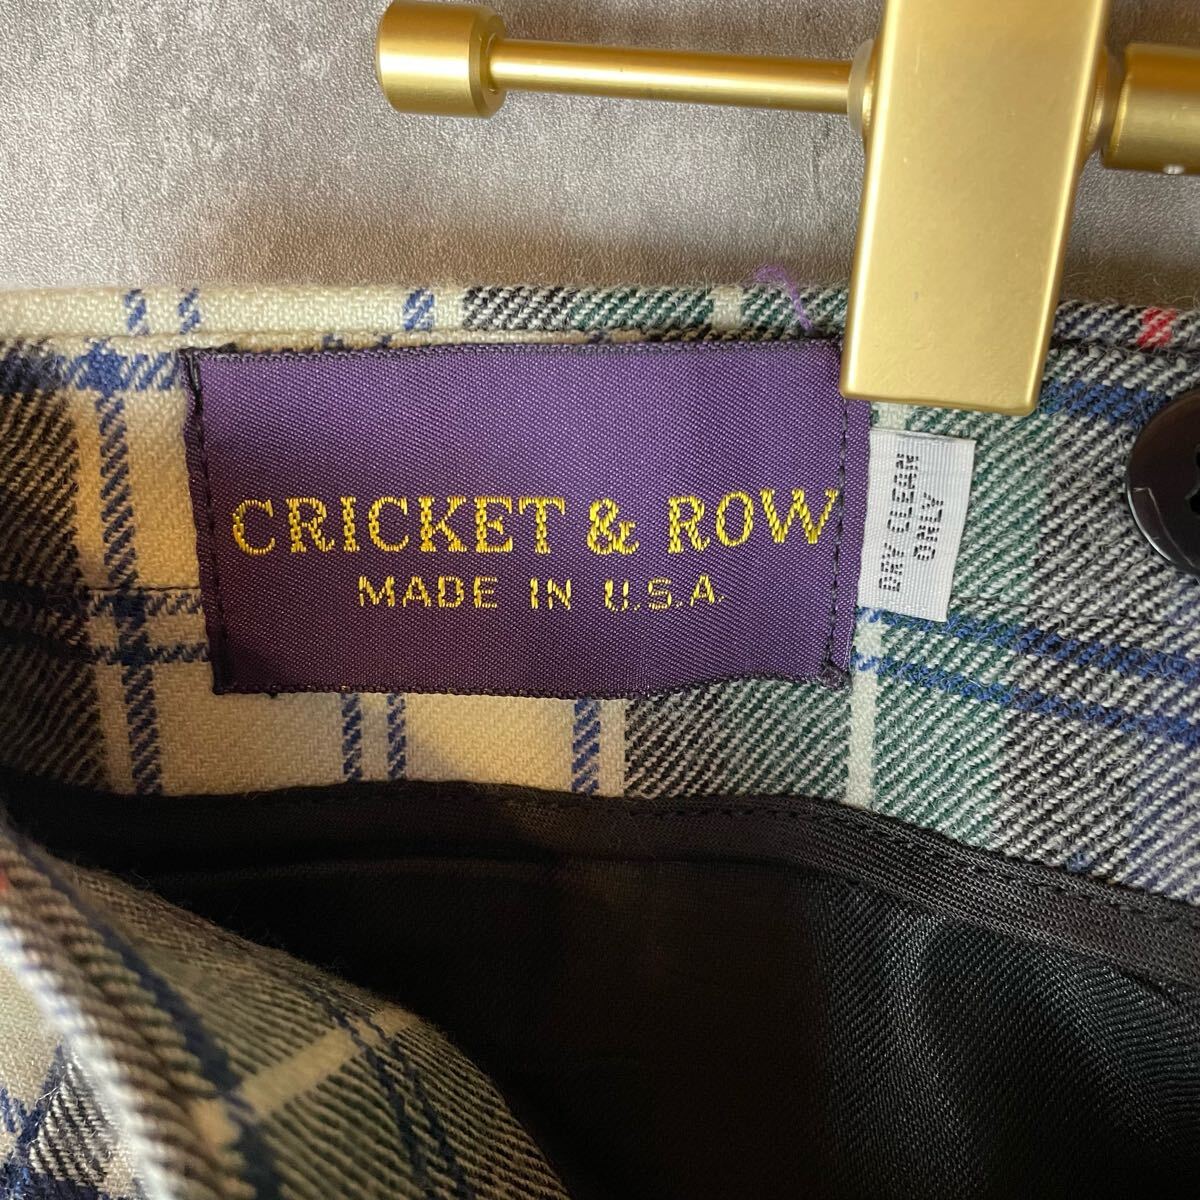 CRICKET & ROW
MADE IN U.S.A.
DRY CLEAN
ONLY